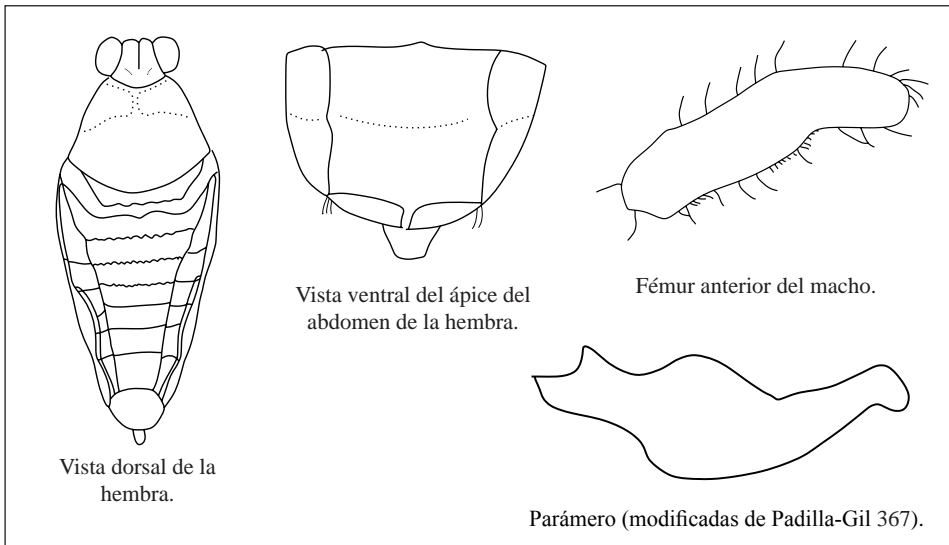 Vista dorsal de la
hembra.
Vista ventral del ápice del
abdomen de la hembra.
Fémur anterior del macho.
Parámero (modificadas de Padilla-Gil 367).